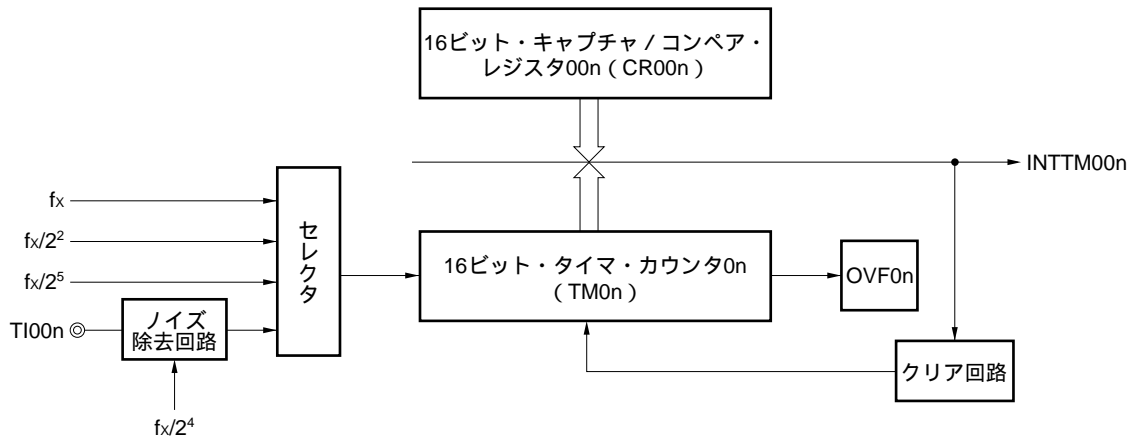 16ビット・キャプチャ / コンペア・
レジスタ00n ( CR00n )
INTTM00n
fX
fX/2²
fX/2⁵
TI00n
ノイズ
除去回路
fX/2⁴
セレクタ
16ビット・タイマ・カウンタ0n
( TM0n )
OVF0n
クリア回路